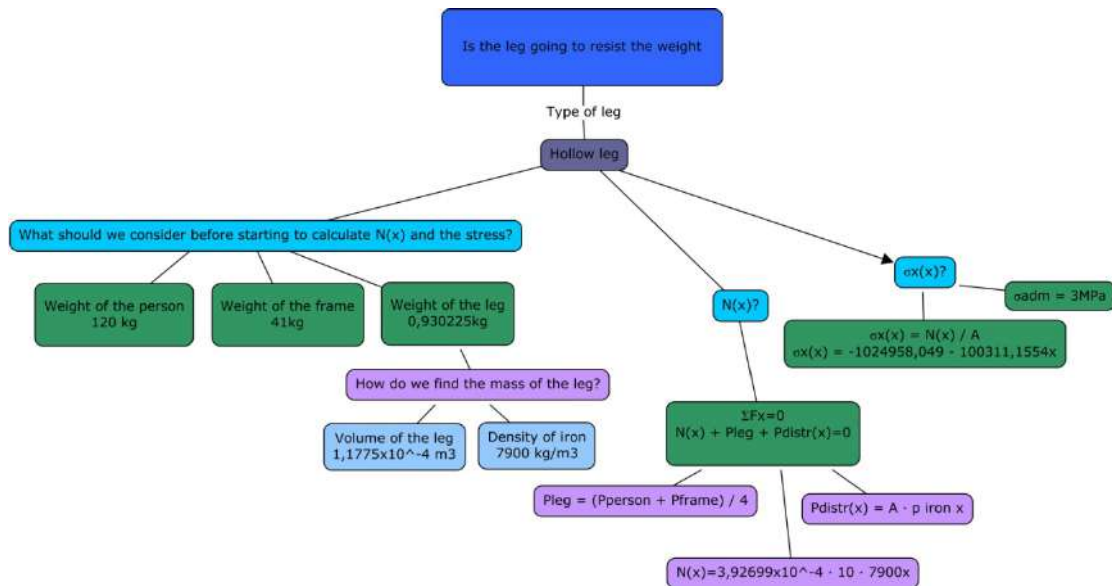 Is the leg going to resist the weight
Type of leg
Hollow leg
What should we consider before starting to calculate N(x) and the stress?
Weight of the person
120 kg
Weight of the frame
41kg
Weight of the leg
0,930225kg
How do we find the mass of the leg?
Volume of the leg
1,1775x10^-4 m3
Density of iron
7900 kg/m3
N(x)?
ΣFx=0
N(x) + Pleg + Pdistr(x)=0
Pleg = (Pperson + Pframe) / 4
Pdistr(x) = A · p iron x
N(x)=3,92699x10^-4 · 10 · 7900x
σx(x)?
σadm = 3MPa
σx(x) = N(x) / A
σx(x) = -1024958,049 - 100311,1554x